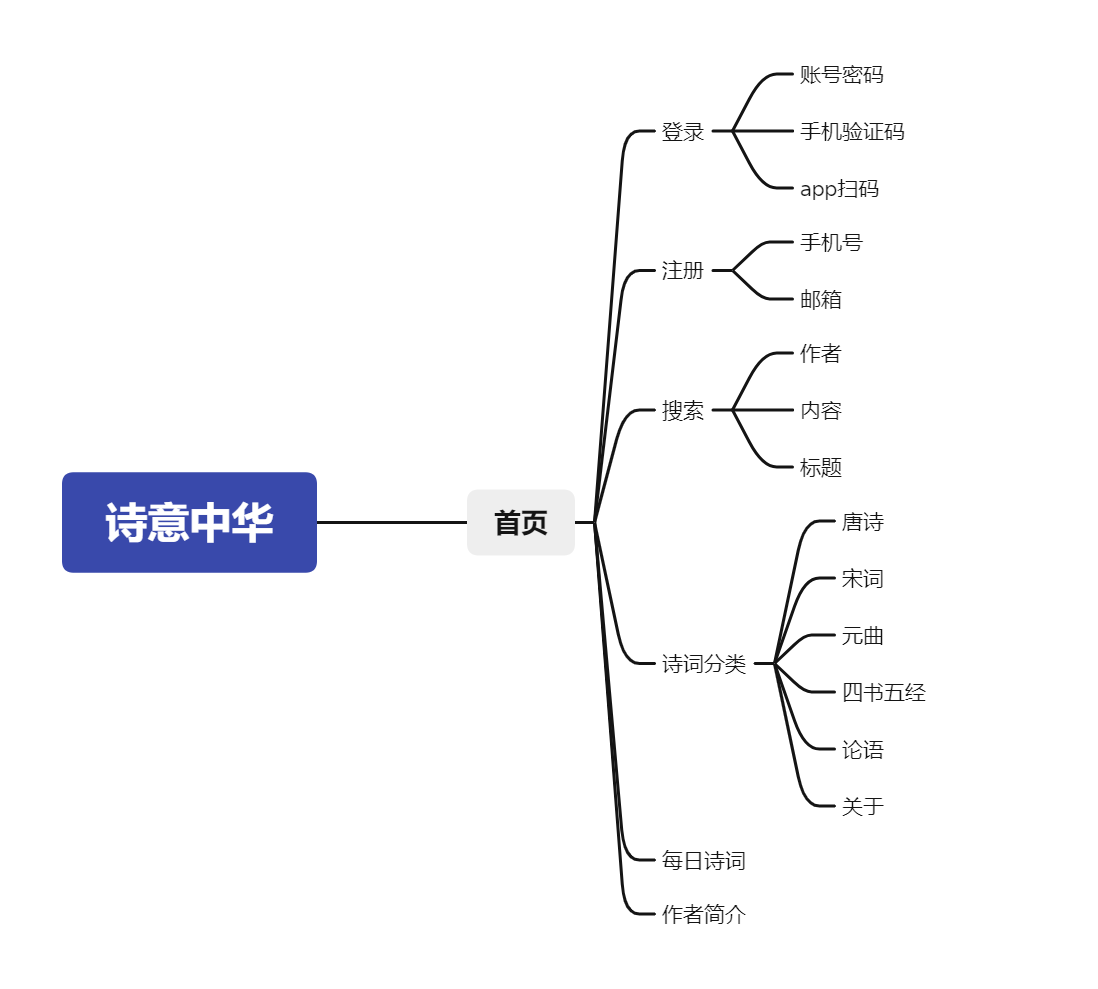 诗意中华
首页
登录
账号密码
手机验证码
app扫码
注册
手机号
邮箱
搜索
作者
内容
标题
诗词分类
唐诗
宋词
元曲
四书五经
论语
关于
每日诗词
作者简介